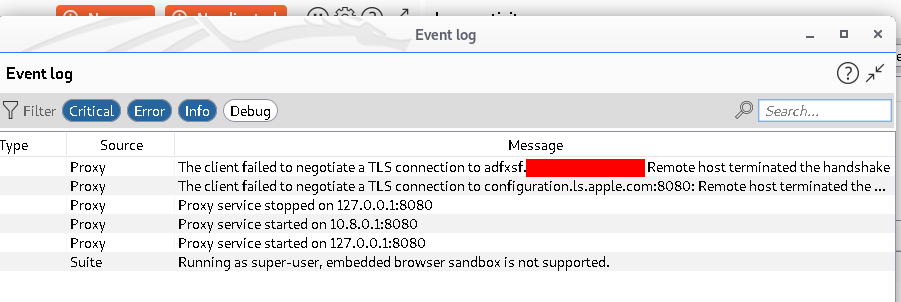 Event log
Event log
Filter Critical Error Info Debug Search...
Type Source Message
Proxy The client failed to negotiate a TLS connection to adfxsf. Remote host terminated the handshake
Proxy The client failed to negotiate a TLS connection to configuration.ls.apple.com:8080: Remote host terminated the ...
Proxy Proxy service stopped on 127.0.0.1:8080
Proxy Proxy service started on 10.8.0.1:8080
Proxy Proxy service started on 127.0.0.1:8080
Suite Running as super-user, embedded browser sandbox is not supported.